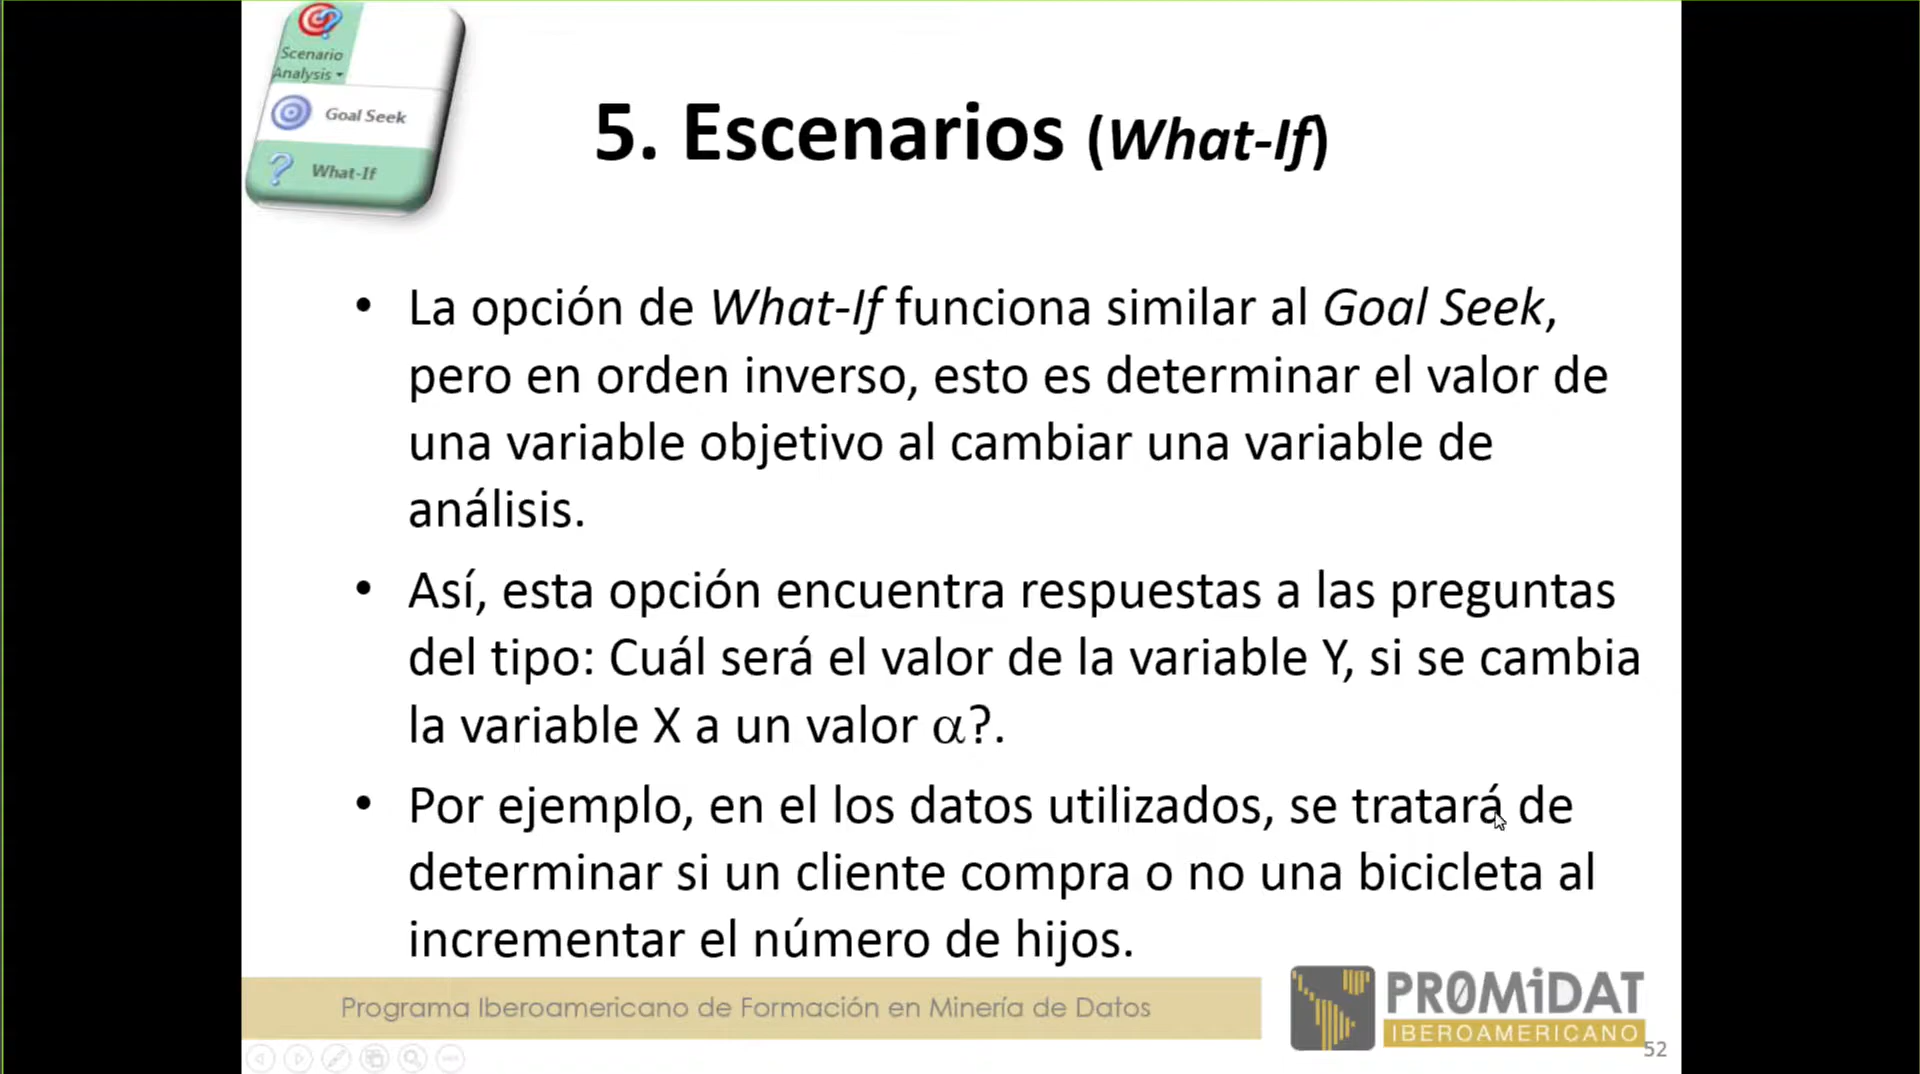 Scenario
Analysis
Goal Seek
What-If
5. Escenarios (What-If)
• La opción de What-If funciona similar al Goal Seek,
pero en orden inverso, esto es determinar el valor de
una variable objetivo al cambiar una variable de
análisis.
• Así, esta opción encuentra respuestas a las preguntas
del tipo: Cuál será el valor de la variable Y, si se cambia
la variable X a un valor α?.
• Por ejemplo, en el los datos utilizados, se tratará de
determinar si un cliente compra o no una bicicleta al
incrementar el número de hijos.
Programa Iberoamericano de Formación en Minería de Datos
PR0MiDAT
IBEROAMERICANO
52